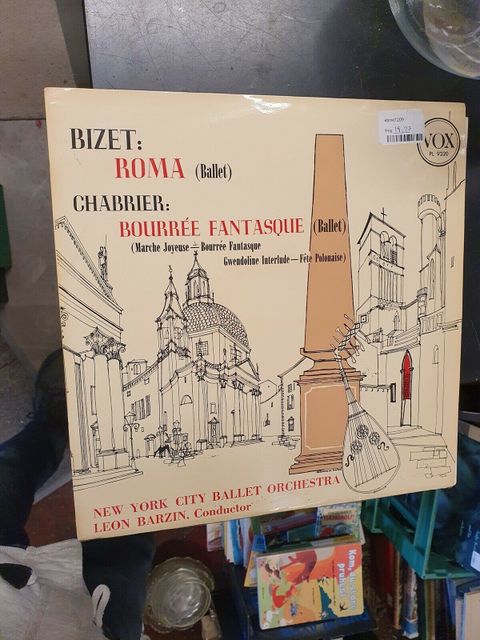 BIZET:
ROMA (Ballet)
CHABRIER:
BOURRÉE FANTASQUE (Ballet)
(Marche Joyeuse—Bourrée Fantasque
Gwendoline Interlude—Fête Polonaise)
VOX
PL 9320
NEW YORK CITY BALLET ORCHESTRA
LEON BARZIN, Conductor
Kom,